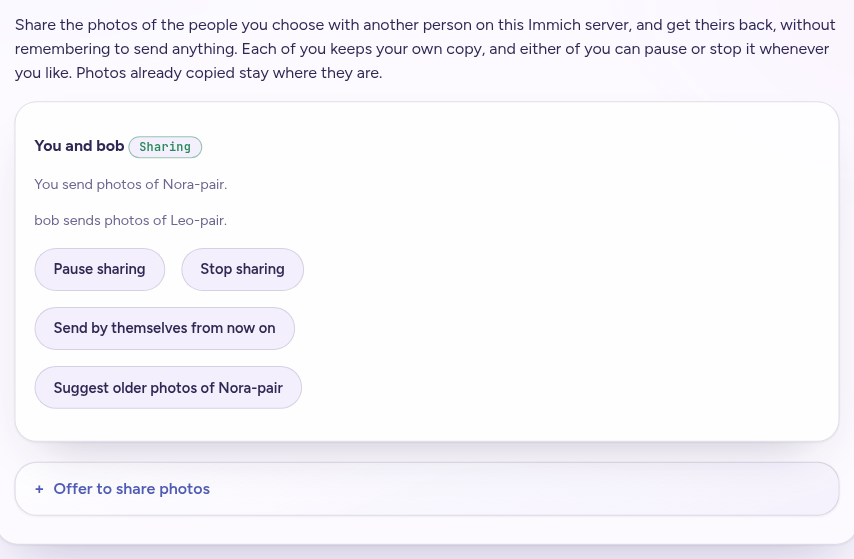 Share the photos of the people you choose with another person on this Immich server, and get theirs back, without
remembering to send anything. Each of you keeps your own copy, and either of you can pause or stop it whenever
you like. Photos already copied stay where they are.
You and bob Sharing
You send photos of Nora-pair.
bob sends photos of Leo-pair.
Pause sharing Stop sharing
Send by themselves from now on
Suggest older photos of Nora-pair
+ Offer to share photos